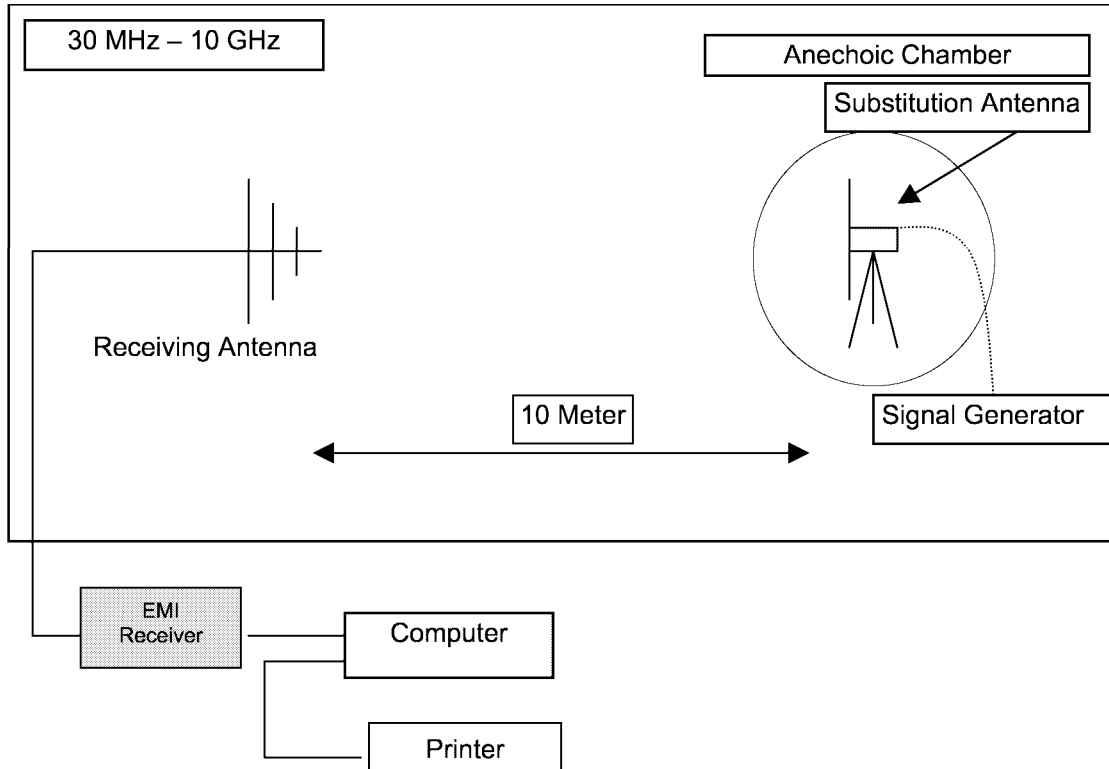 30 MHz – 10 GHz
Anechoic Chamber
Substitution Antenna
Receiving Antenna
10 Meter
Signal Generator
EMI
Receiver
Computer
Printer